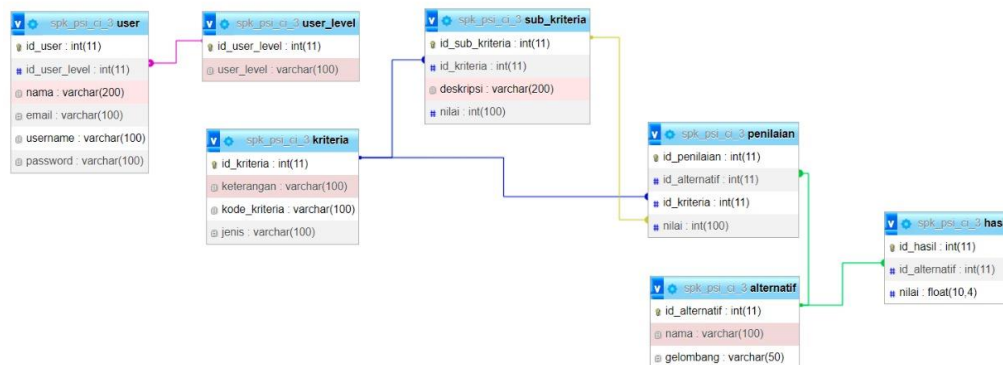 spk_psi_ci_3 user
id_user : int(11)
id_user_level : int(11)
nama : varchar(200)
email : varchar(100)
username : varchar(100)
password : varchar(100)
spk_psi_ci_3 user_level
id_user_level : int(11)
user_level : varchar(100)
spk_psi_ci_3 sub_kriteria
id_sub_kriteria : int(11)
id_kriteria : int(11)
deskripsi : varchar(200)
nilai : int(100)
spk_psi_ci_3 kriteria
id_kriteria : int(11)
keterangan : varchar(100)
kode_kriteria : varchar(100)
jenis : varchar(100)
spk_psi_ci_3 penilaian
id_penilaian : int(11)
id_alternatif : int(11)
id_kriteria : int(11)
nilai : int(100)
spk_psi_ci_3 alternatif
id_alternatif : int(11)
nama : varchar(100)
gelombang : varchar(50)
spk_psi_ci_3 has
id_hasil : int(11)
id_alternatif : int(11)
nilai : float(10,4)